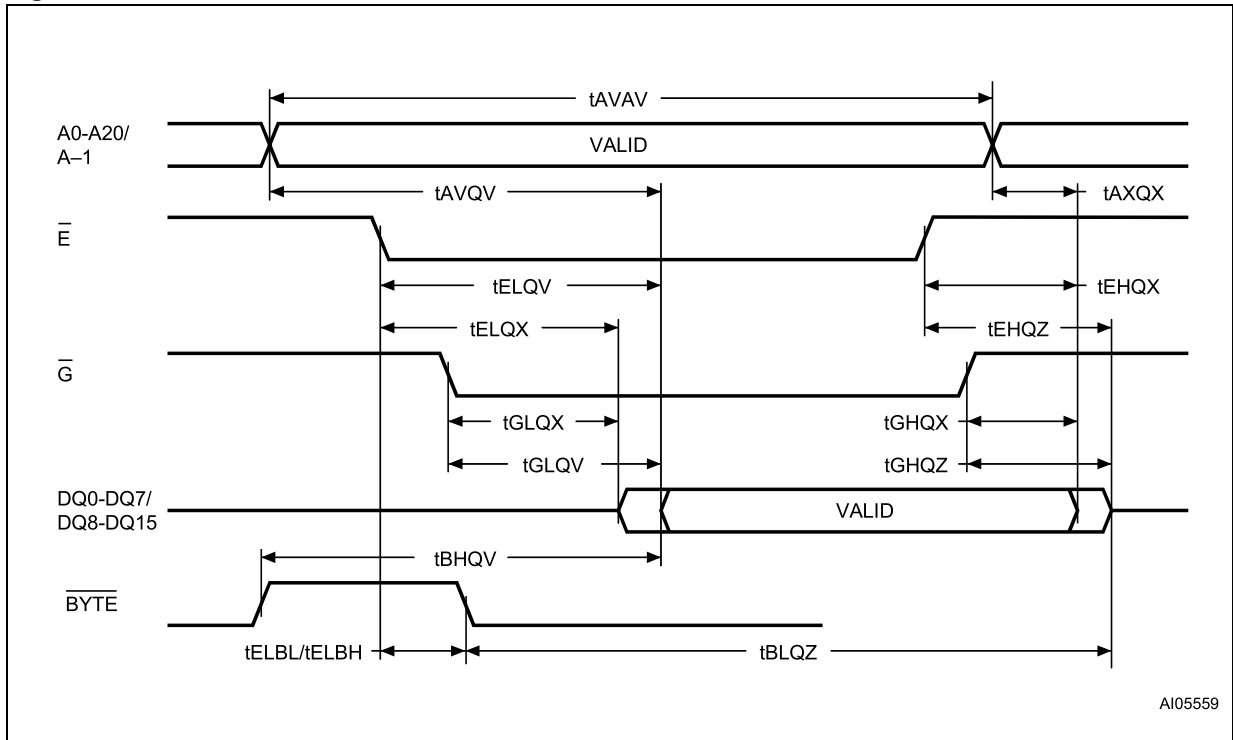 tAVAV
A0-A20/
A–1
VALID
tAVQV
tAXQX
E
tELQV
tEHQX
tELQX
tEHQZ
G
tGLQX
tGHQX
tGLQV
tGHQZ
DQ0-DQ7/
DQ8-DQ15
VALID
tBHQV
BYTE
tELBL/tELBH
tBLQZ
AI05559